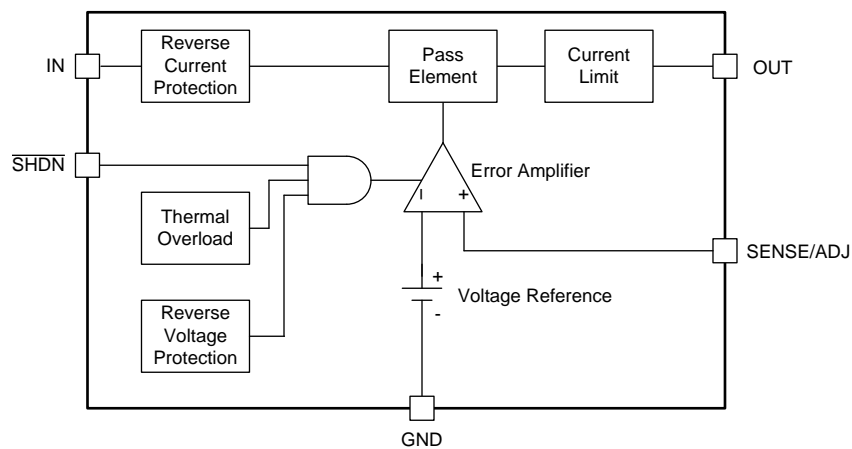 IN
Reverse
Current
Protection
Pass
Element
Current
Limit
OUT
SHDN
Error Amplifier
- +
Thermal
Overload
SENSE/ADJ
+
Voltage Reference
-
Reverse
Voltage
Protection
GND